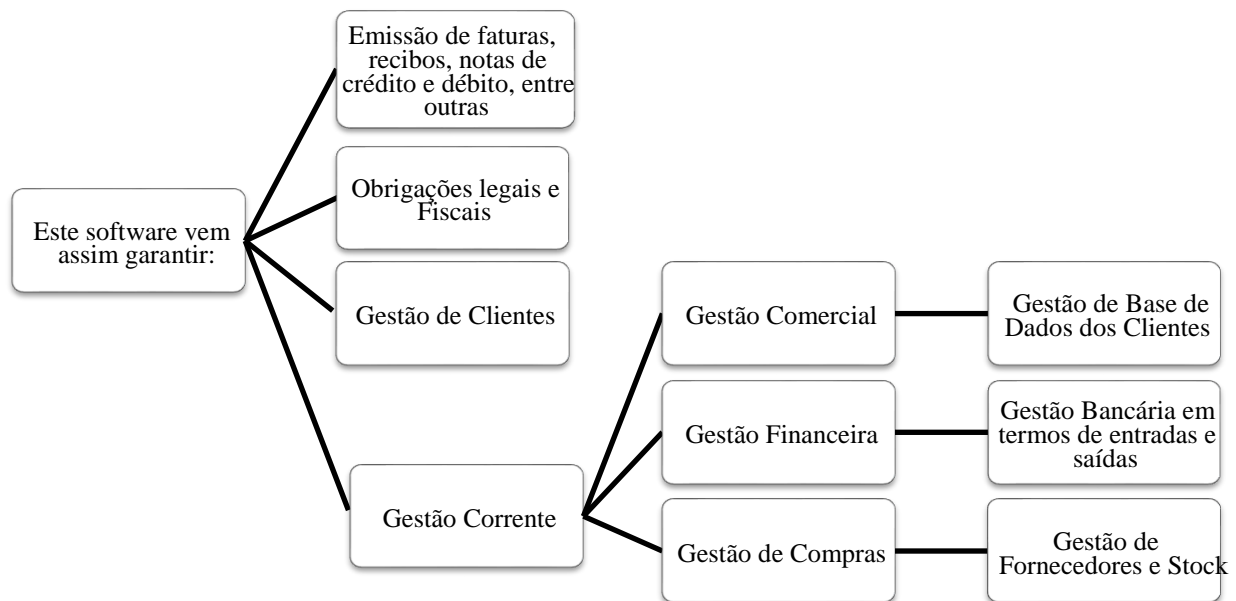 Emissão de faturas,
recibos, notas de
crédito e débito, entre
outras
Obrigações legais e
Fiscais
Este software vem
assim garantir:
Gestão de Clientes
Gestão Corrente
Gestão Comercial
Gestão de Base de
Dados dos Clientes
Gestão Financeira
Gestão Bancária em
termos de entradas e
saídas
Gestão de Compras
Gestão de
Fornecedores e Stock